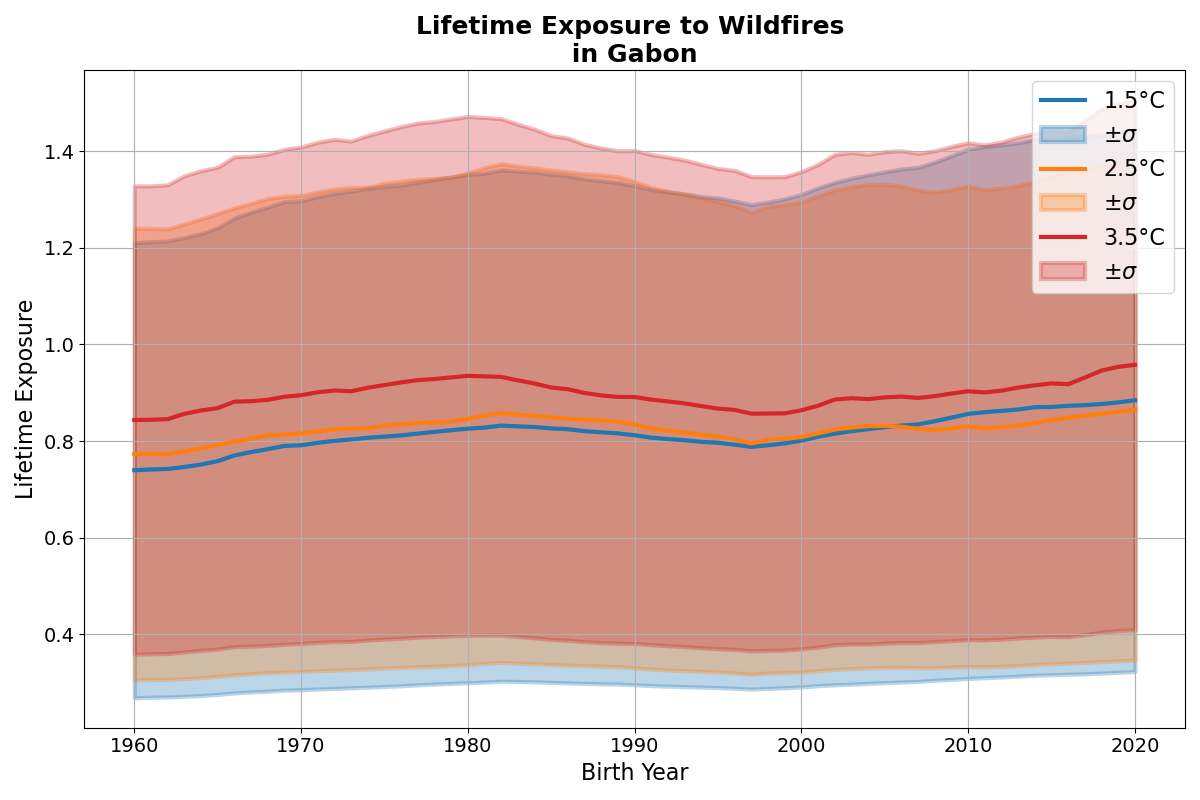 Lifetime Exposure to Wildfires
in Gabon
1.5°C
±σ
2.5°C
±σ
3.5°C
±σ
Lifetime Exposure
1.4
1.2
1.0
0.8
0.6
0.4
1960 1970 1980 1990 2000 2010 2020
Birth Year